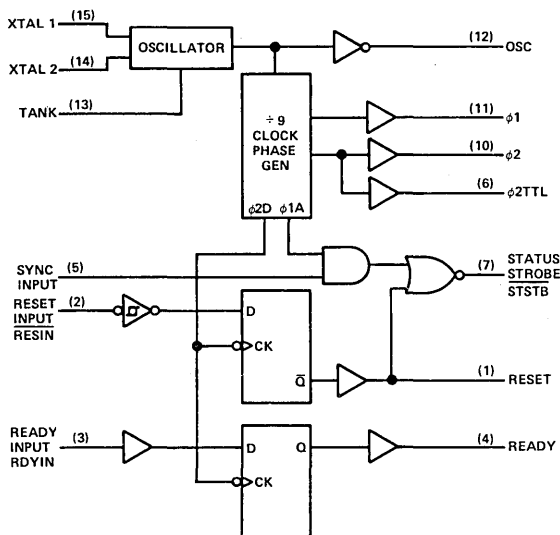 XTAL 1 (15)
OSCILLATOR
(12) OSC
XTAL 2 (14)
TANK (13)
÷ 9
CLOCK
PHASE
GEN
(11) ϕ1
(10) ϕ2
(6) ϕ2TTL
ϕ2D ϕ1A
SYNC
INPUT
(5)
(7)
STATUS
STROBE
S̅T̅S̅T̅B̅
RESET
INPUT
R̅E̅S̅I̅N̅
(2)
D
CK
Q̅
(1) RESET
READY
INPUT
RDYIN
(3)
D
Q
CK
(4) READY